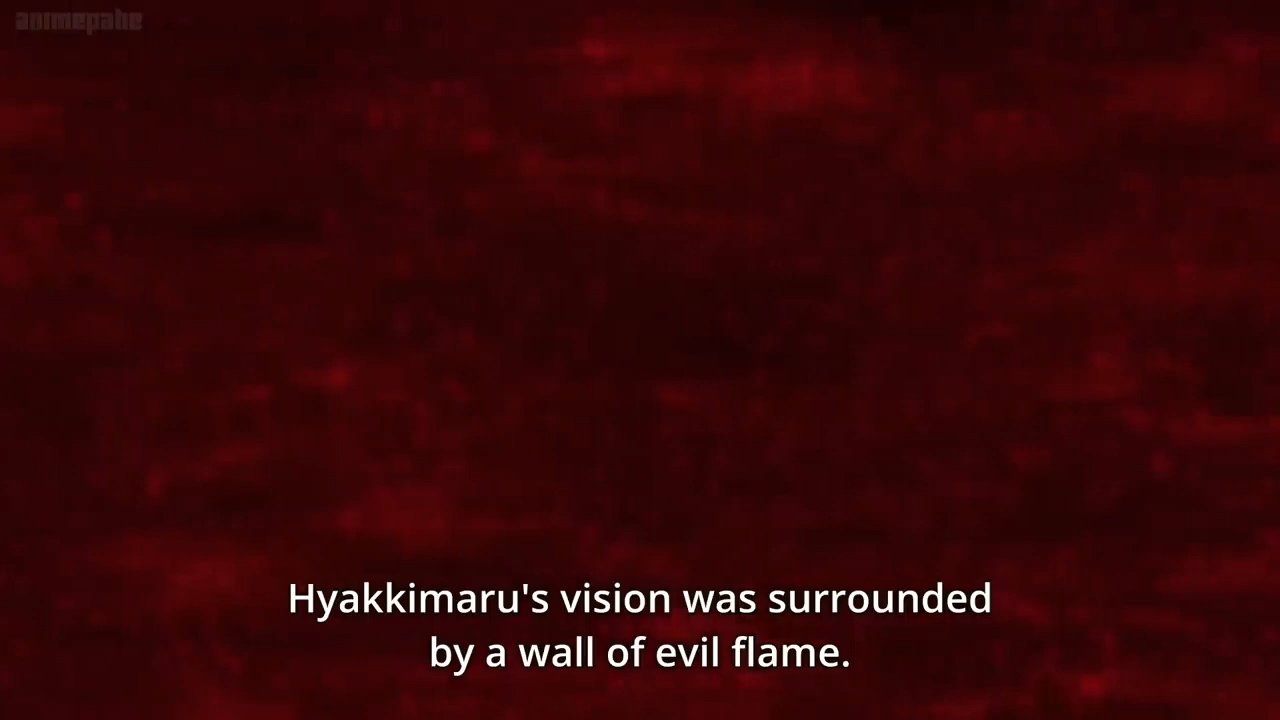 animepahe
Hyakkimaru's vision was surrounded
by a wall of evil flame.